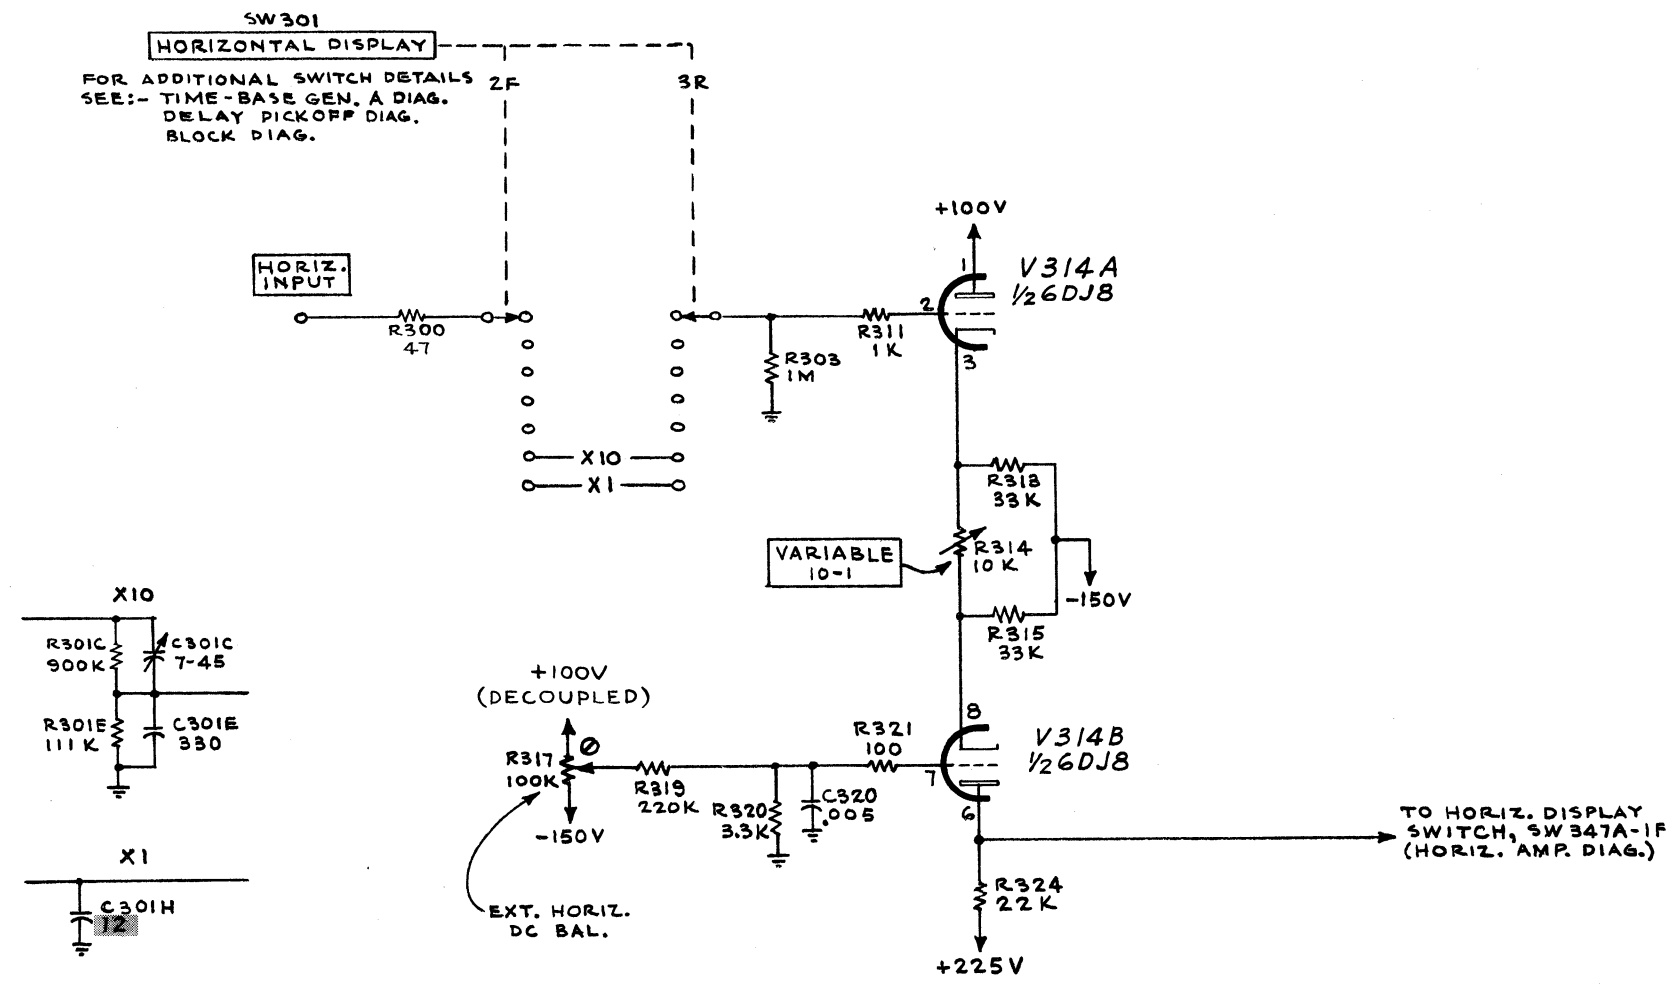 SW301
HORIZONTAL DISPLAY
FOR ADDITIONAL SWITCH DETAILS
SEE:- TIME-BASE GEN. A DIAG.
DELAY PICKOFF DIAG.
BLOCK DIAG.
2F
3R
+100V
1
V314A
1/2 6DJ8
HORIZ.
INPUT
2
R300
47
R311
1K
3
R303
1M
X10
X1
R313
33K
VARIABLE
10-1
R314
10K
-150V
R315
33K
X10
R301C
900K
C301C
7-45
R301E
111K
C301E
330
+100V
(DECOUPLED)
R317
100K
-150V
R319
220K
R320
3.3K
C320
.005
R321
100
8
7
6
V314B
1/2 6DJ8
TO HORIZ. DISPLAY
SWITCH, SW347A-1F
(HORIZ. AMP. DIAG.)
X1
C301H
12
EXT. HORIZ.
DC BAL.
R324
22K
+225V